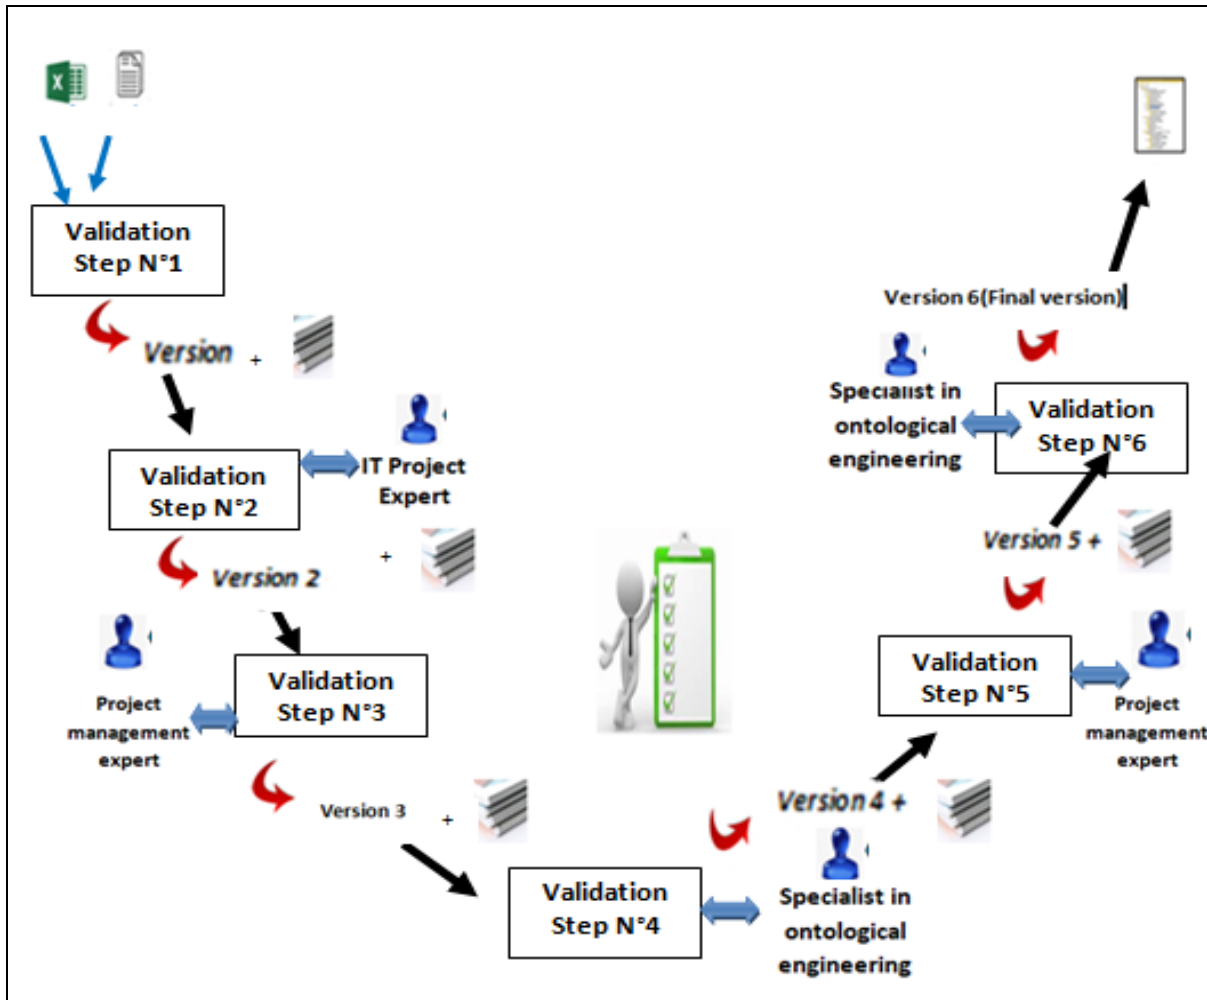 X
Validation
Step N°1
Version +
Validation
Step N°2
IT Project
Expert
Version 2 +
Validation
Step N°3
Project
management
expert
Version 3 +
Validation
Step N°4
Specialist in
ontological
engineering
Version 4 +
Validation
Step N°5
Project
management
expert
Version 5 +
Validation
Step N°6
Specialist in
ontological
engineering
Version 6(Final version)